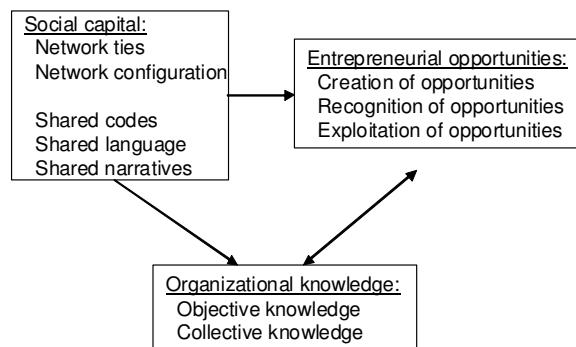 Social capital:
Network ties
Network configuration
Shared codes
Shared language
Shared narratives
Entrepreneurial opportunities:
Creation of opportunities
Recognition of opportunities
Exploitation of opportunities
Organizational knowledge:
Objective knowledge
Collective knowledge